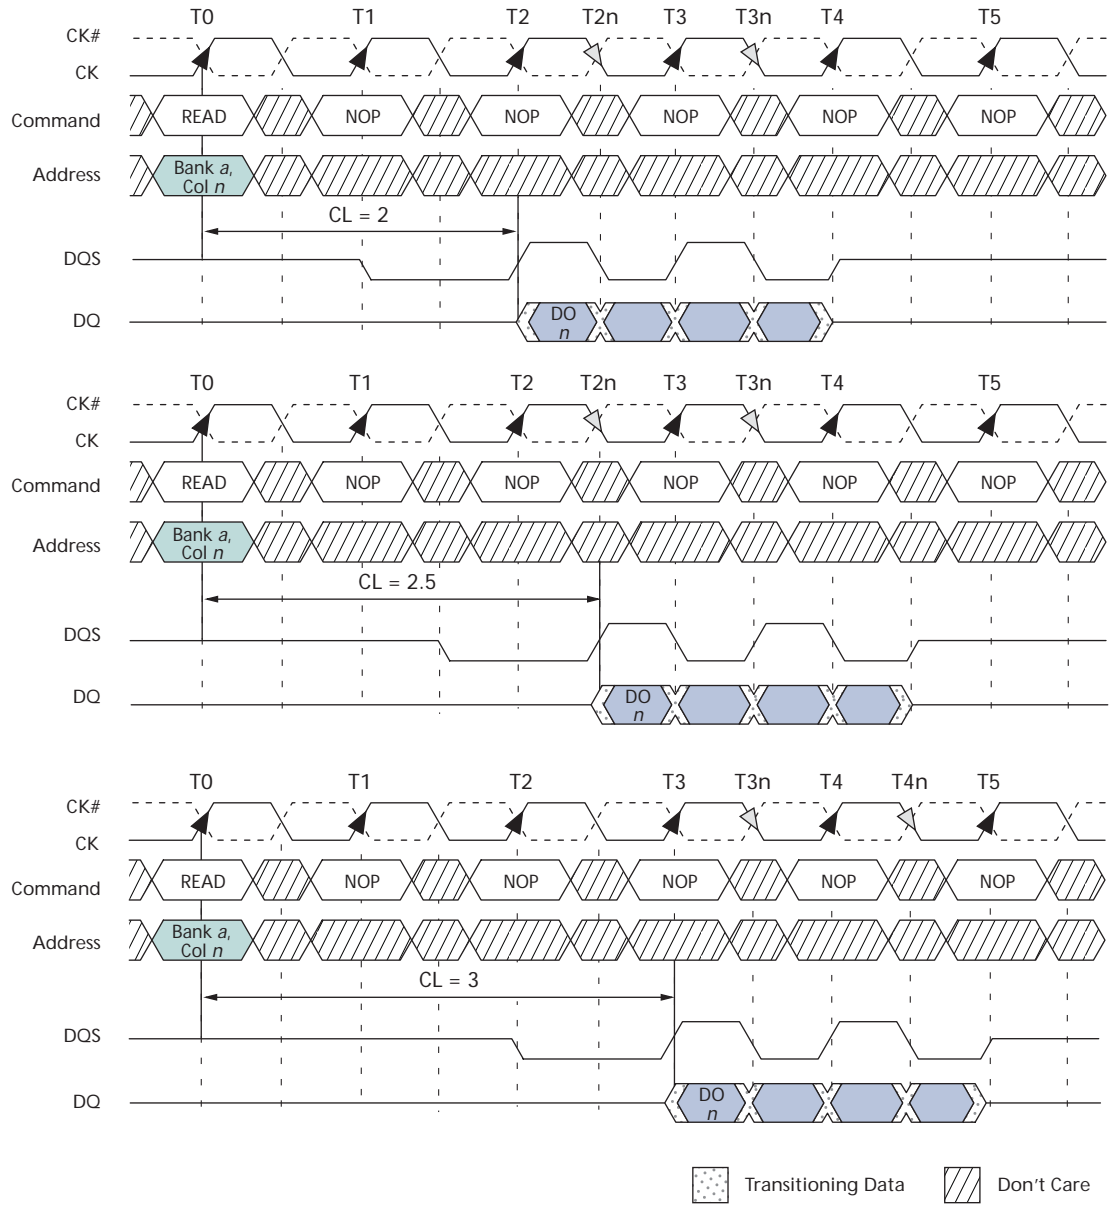 T0 T1 T2 T2n T3 T3n T4 T5
CK#
CK
Command READ NOP NOP NOP NOP NOP
Address Bank a,
Col n
CL = 2
DQS
DQ DO
n
T0 T1 T2 T2n T3 T3n T4 T5
CK#
CK
Command READ NOP NOP NOP NOP NOP
Address Bank a,
Col n
CL = 2.5
DQS
DQ DO
n
T0 T1 T2 T3 T3n T4 T4n T5
CK#
CK
Command READ NOP NOP NOP NOP NOP
Address Bank a,
Col n
CL = 3
DQS
DQ DO
n
Transitioning Data Don't Care